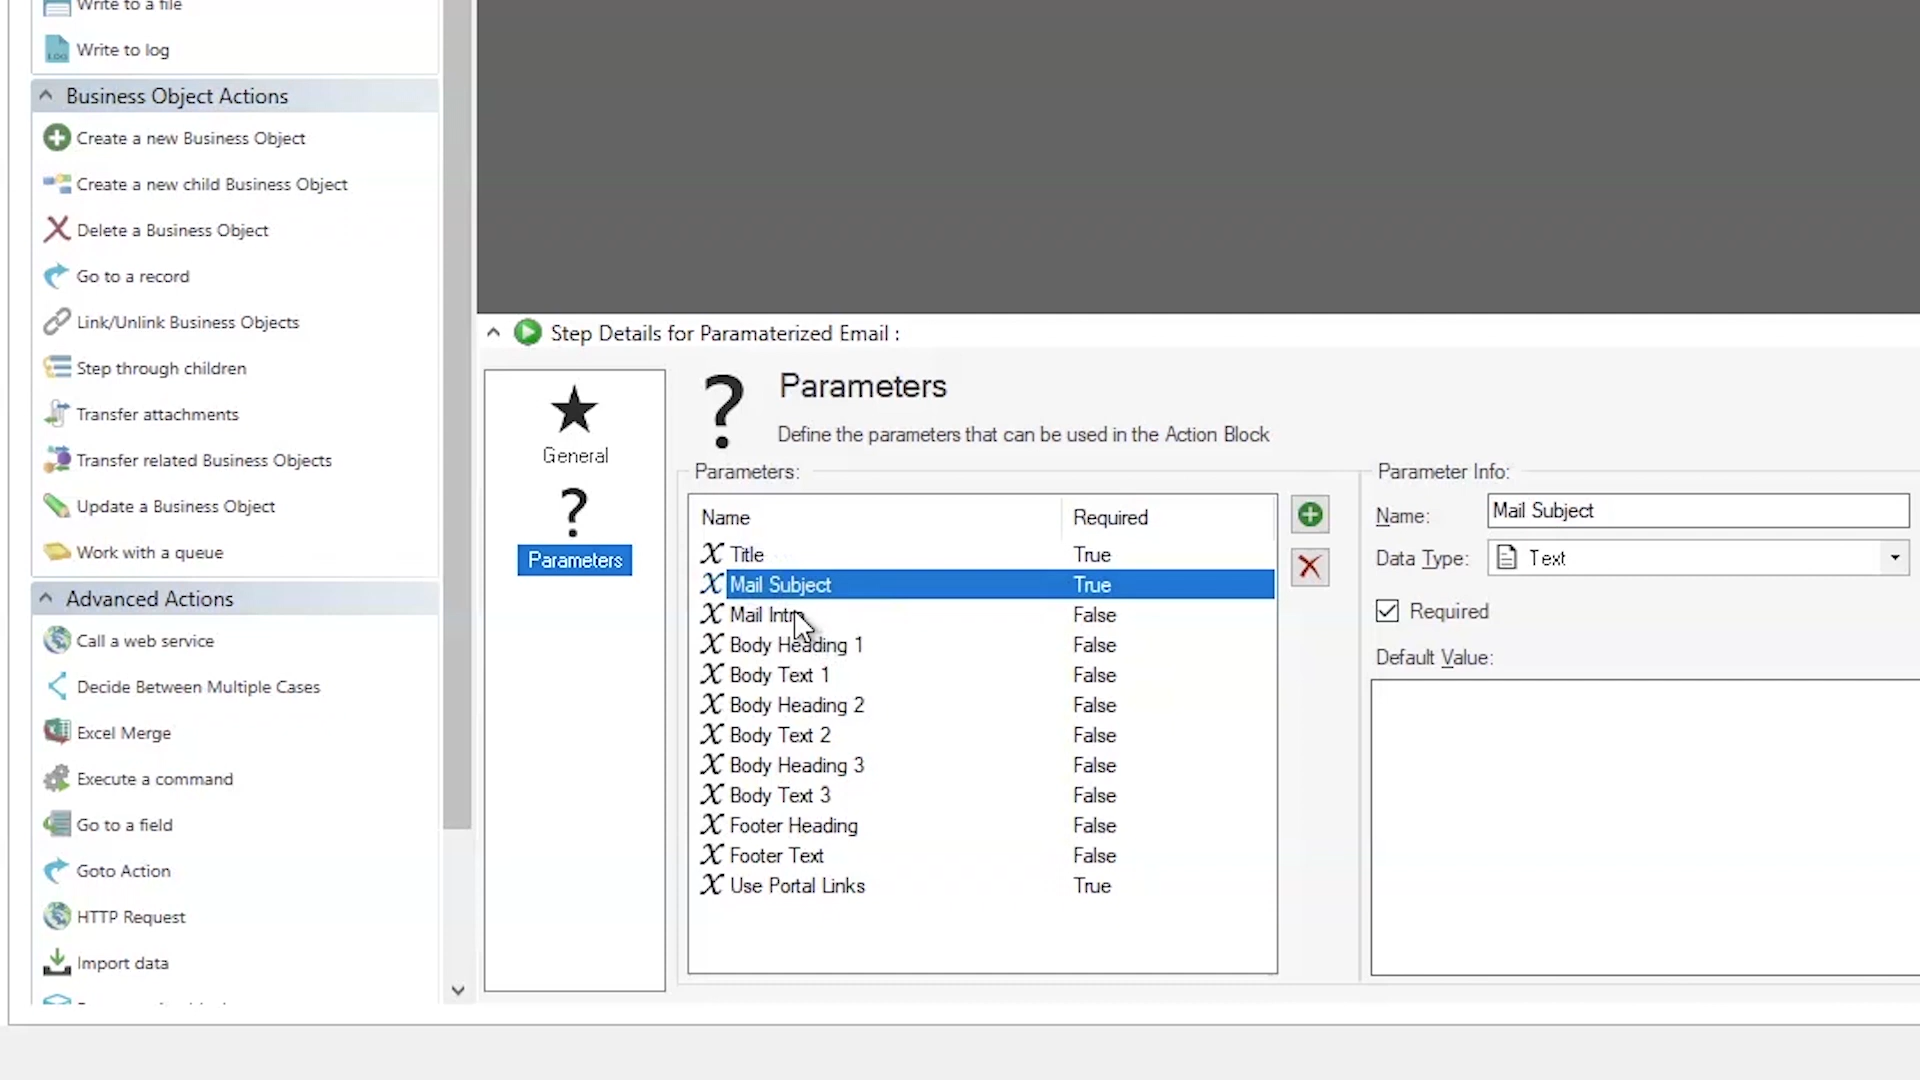 Write to a file
Write to log
Business Object Actions
Create a new Business Object
Create a new child Business Object
Delete a Business Object
Go to a record
Link/Unlink Business Objects
Step through children
Transfer attachments
Transfer related Business Objects
Update a Business Object
Work with a queue
Advanced Actions
Call a web service
Decide Between Multiple Cases
Excel Merge
Execute a command
Go to a field
Goto Action
HTTP Request
Import data
Step Details for Paramaterized Email :
General
Parameters
Parameters
Define the parameters that can be used in the Action Block
Parameters:
Name Required
Title True
Mail Subject True
Mail Intro False
Body Heading 1 False
Body Text 1 False
Body Heading 2 False
Body Text 2 False
Body Heading 3 False
Body Text 3 False
Footer Heading False
Footer Text False
Use Portal Links True
Parameter Info:
Name: Mail Subject
Data Type: Text
Required
Default Value: